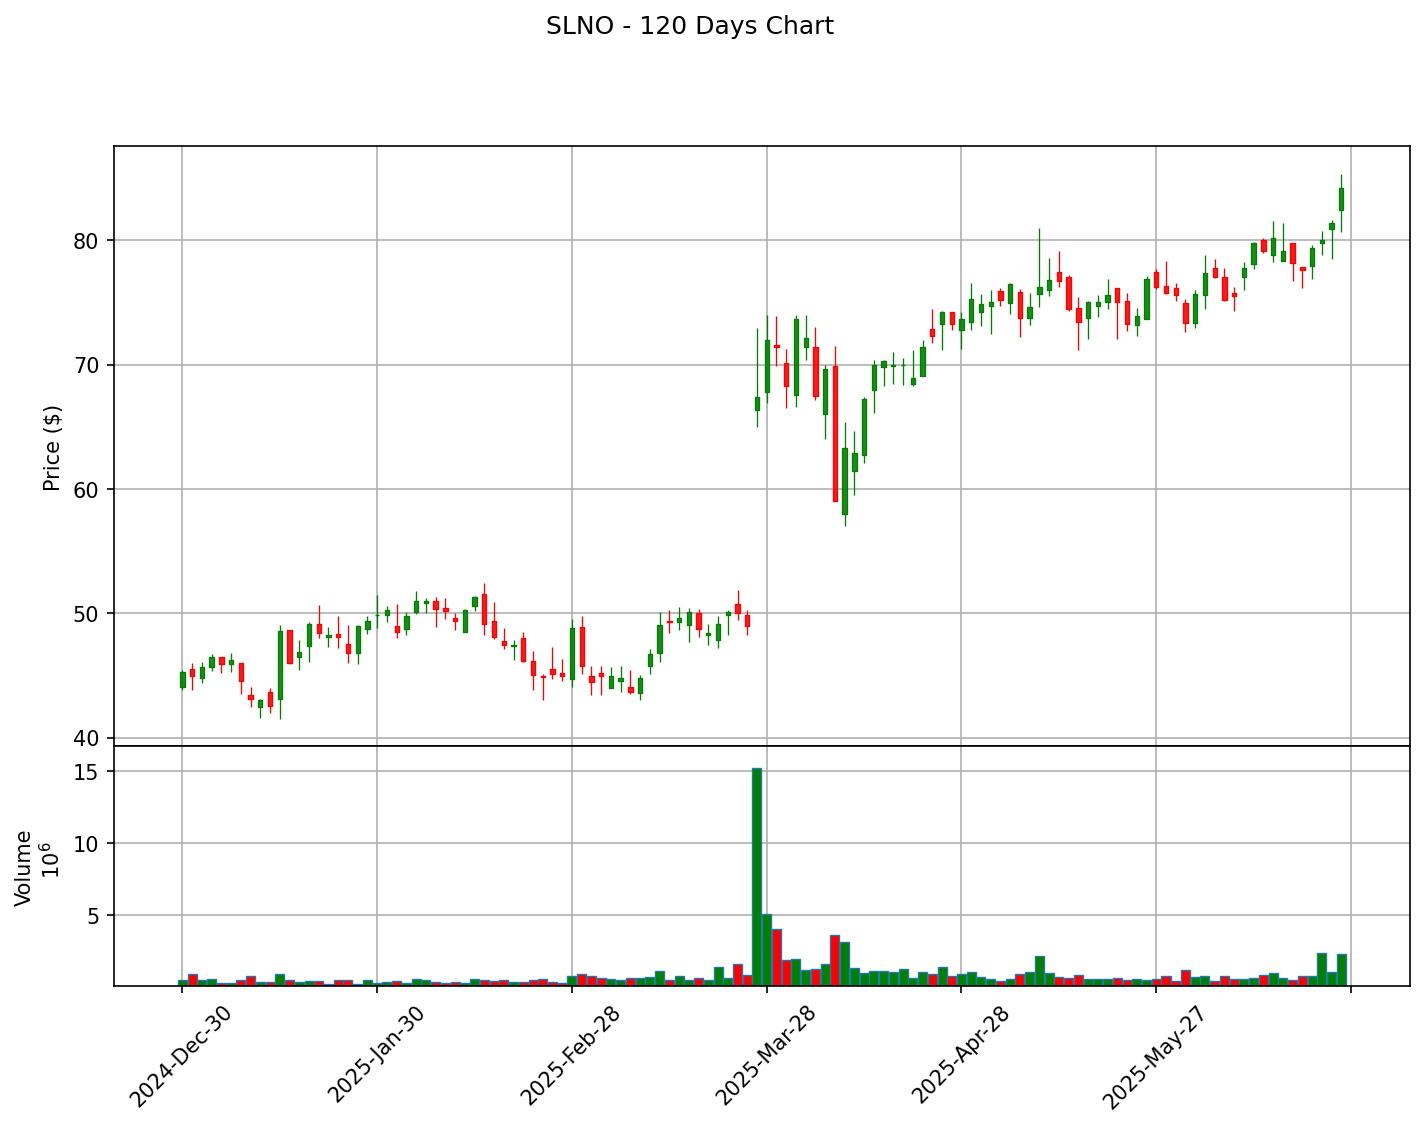 SLNO - 120 Days Chart
Price ($)
80
70
60
50
40
Volume
10⁶
15
10
5
2024-Dec-30
2025-Jan-30
2025-Feb-28
2025-Mar-28
2025-Apr-28
2025-May-27